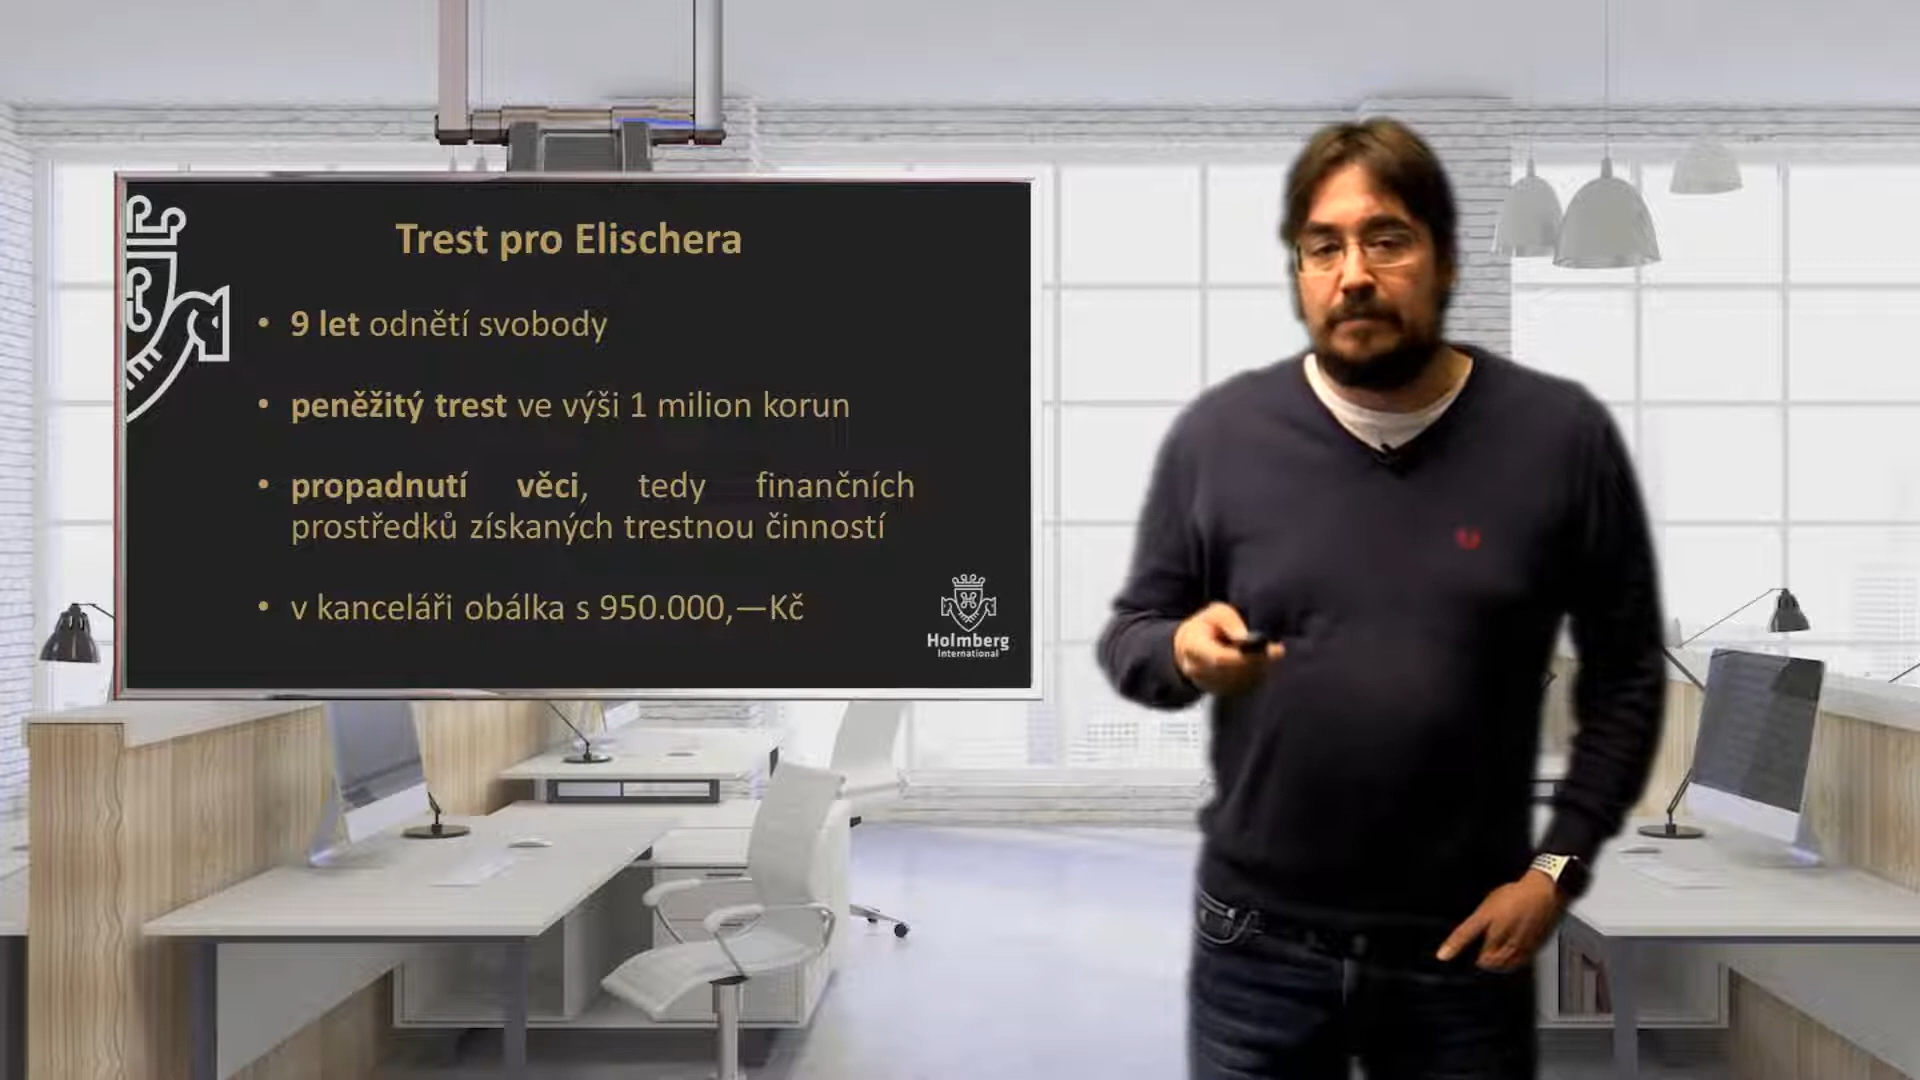 Trest pro Elischera
• 9 let odnětí svobody
• peněžitý trest ve výši 1 milion korun
• propadnutí věci, tedy finančních
prostředků získaných trestnou činností
• v kanceláři obálka s 950.000,—Kč
Holmberg
International